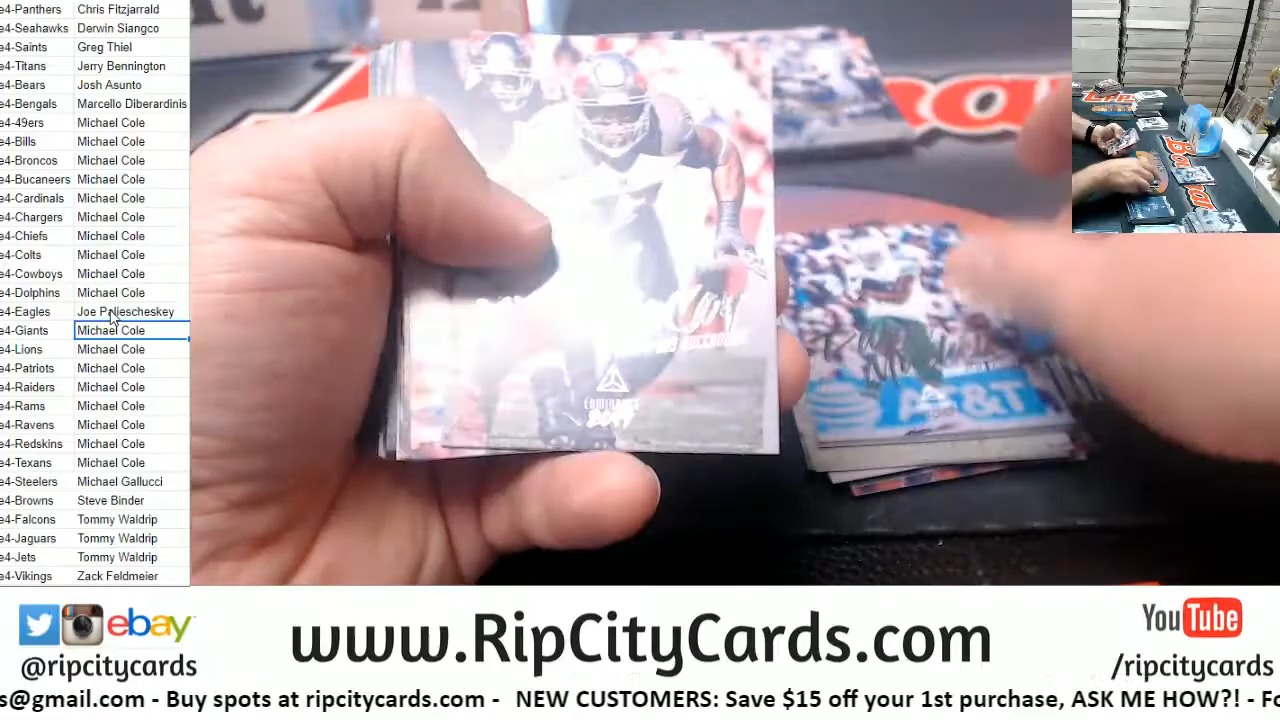 e4-Panthers Chris Fitzjarrald
e4-Seahawks Derwin Siangco
e4-Saints Greg Thiel
e4-Titans Jerry Bennington
e4-Bears Josh Asunto
e4-Bengals Marcello Diberardinis
e4-49ers Michael Cole
e4-Bills Michael Cole
e4-Broncos Michael Cole
e4-Bucaneers Michael Cole
e4-Cardinals Michael Cole
e4-Chargers Michael Cole
e4-Chiefs Michael Cole
e4-Colts Michael Cole
e4-Cowboys Michael Cole
e4-Dolphins Michael Cole
e4-Eagles Joe
e4-Giants Michael Cole
e4-Lions Michael Cole
e4-Patriots Michael Cole
e4-Raiders Michael Cole
e4-Rams Michael Cole
e4-Ravens Michael Cole
e4-Redskins Michael Cole
e4-Texans Michael Cole
e4-Steelers Michael Gallucci
e4-Browns Steve Binder
e4-Falcons Tommy Waldrip
e4-Jaguars Tommy Waldrip
e4-Jets Tommy Waldrip
e4-Vikings Zack Feldmeier
AT&T
ebay
@ripcitycards
www.RipCityCards.com
YouTube
/ripcitycards
s@gmail.com - Buy spots at ripcitycards.com - NEW CUSTOMERS: Save $15 off your 1st purchase, ASK ME HOW?! - Fo